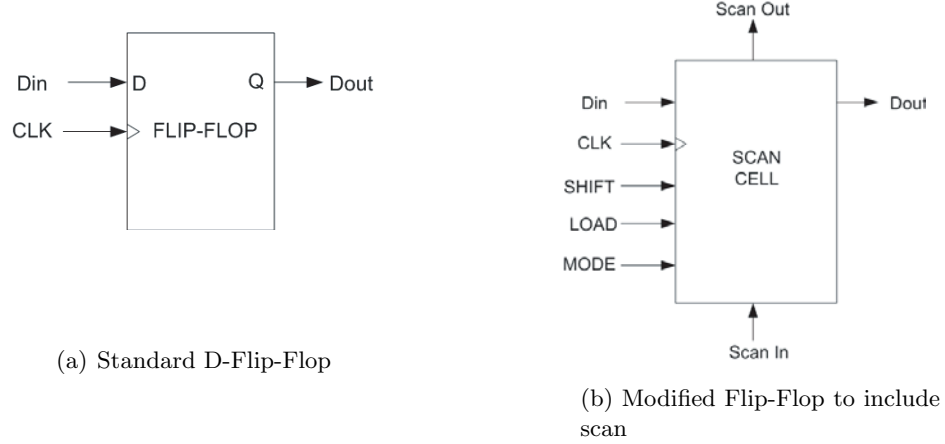 Din
D
Q
Dout
CLK
FLIP-FLOP
(a) Standard D-Flip-Flop
Scan Out
Din
Dout
CLK
SCAN
CELL
SHIFT
LOAD
MODE
Scan In
(b) Modified Flip-Flop to include
scan